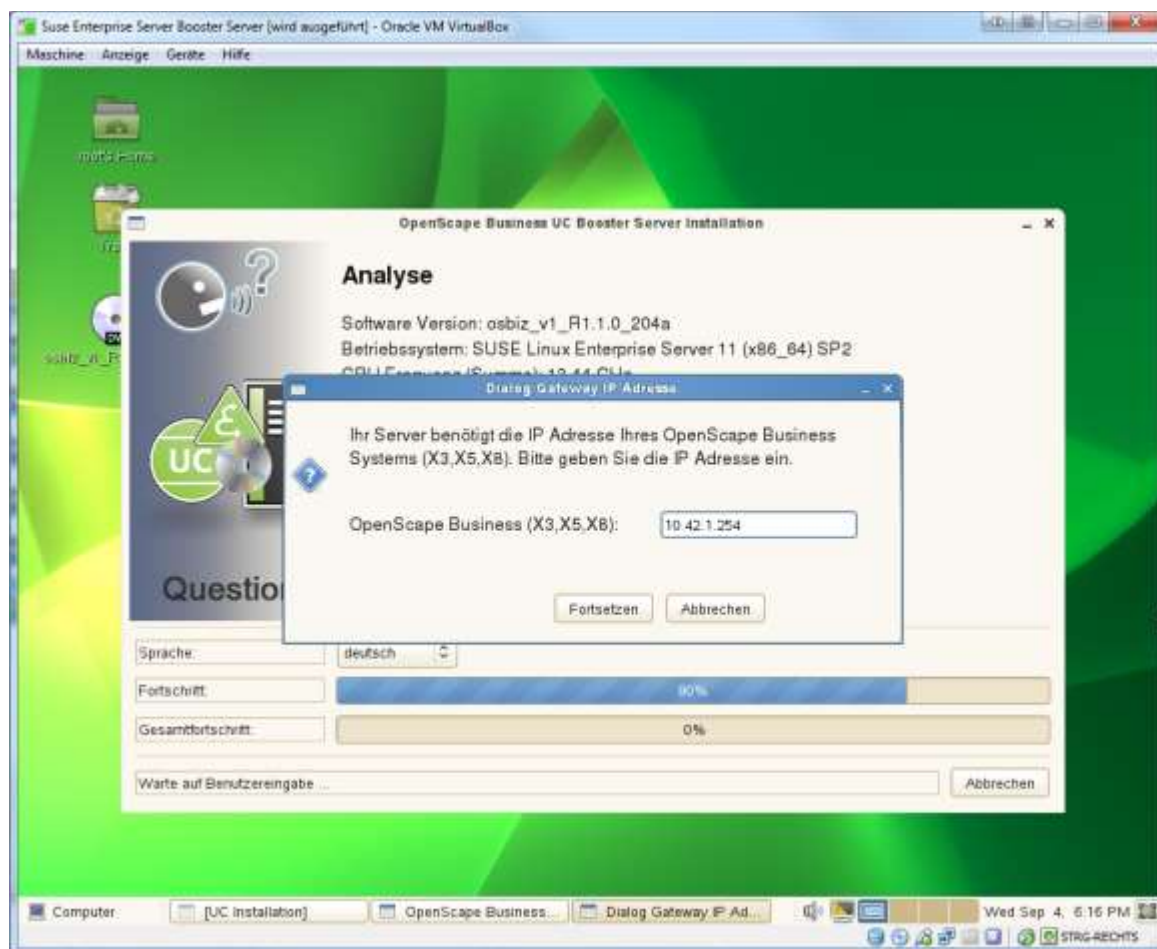 Suse Enterprise Server Booster Server [wird ausgeführt] - Oracle VM VirtualBox
Maschine Anzeige Geräte Hilfe
root's Home
OpenScape Business UC Booster Server Installation
Analyse
Software Version: osbiz_v1_R1.1.0_204a
Betriebssystem: SUSE Linux Enterprise Server 11 (x86_64) SP2
Dialog Gateway IP Adresse
Ihr Server benötigt die IP Adresse Ihres OpenScape Business
Systems (X3,X5,X8). Bitte geben Sie die IP Adresse ein.
OpenScape Business (X3,X5,X8):
10.42.1.254
Fortsetzen Abbrechen
UC
Questio
Sprache: deutsch
Fortschritt: 80%
Gesamtfortschritt: 0%
Warte auf Benutzereingabe ... Abbrechen
Computer [UC Installation] OpenScape Business... Dialog Gateway IP Ad... Wed Sep 4, 6:16 PM
STRG-RECHTS